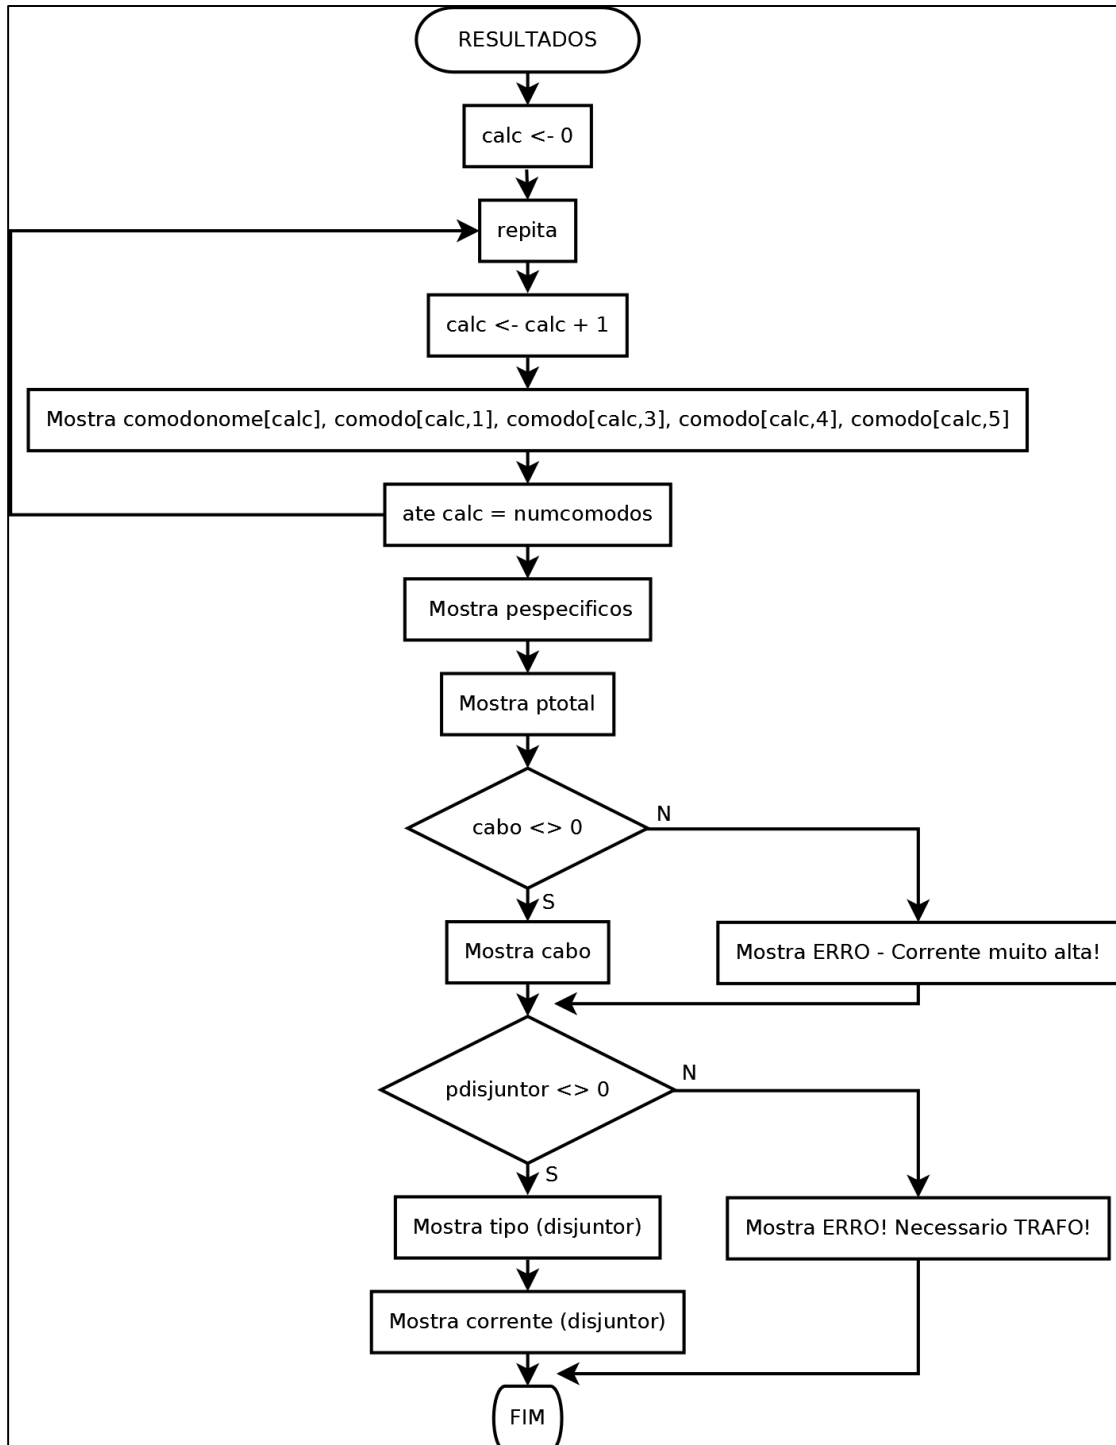 RESULTADOS
calc <- 0
repita
calc <- calc + 1
Mostra comodonome[calc], comodo[calc,1], comodo[calc,3], comodo[calc,4], comodo[calc,5]
ate calc = numcomodos
Mostra pespecificos
Mostra ptotal
cabo <> 0
N
S
Mostra cabo
Mostra ERRO - Corrente muito alta!
pdisjuntor <> 0
N
S
Mostra tipo (disjuntor)
Mostra ERRO! Necessario TRAFO!
Mostra corrente (disjuntor)
FIM